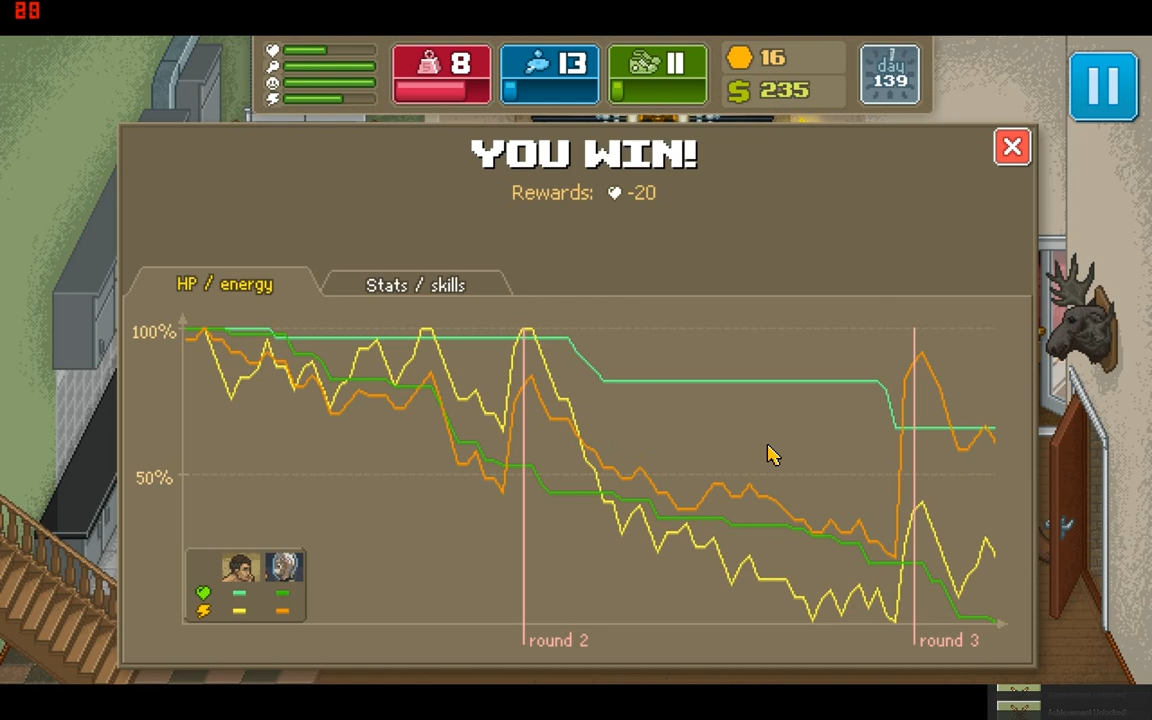 29
8
13
11
16
$ 235
day
139
YOU WIN!
Rewards: -20
HP / energy
Stats / skills
100%
50%
round 2
round 3